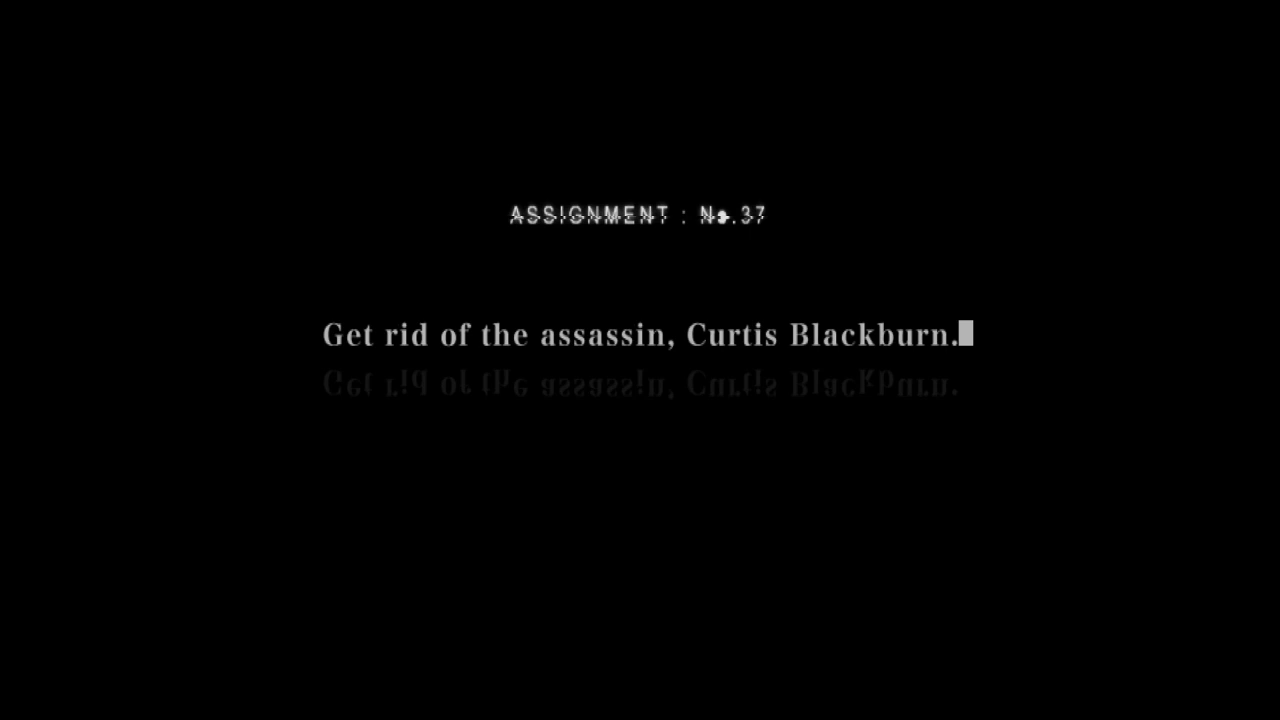 ASSIGNMENT : No.37
Get rid of the assassin, Curtis Blackburn.